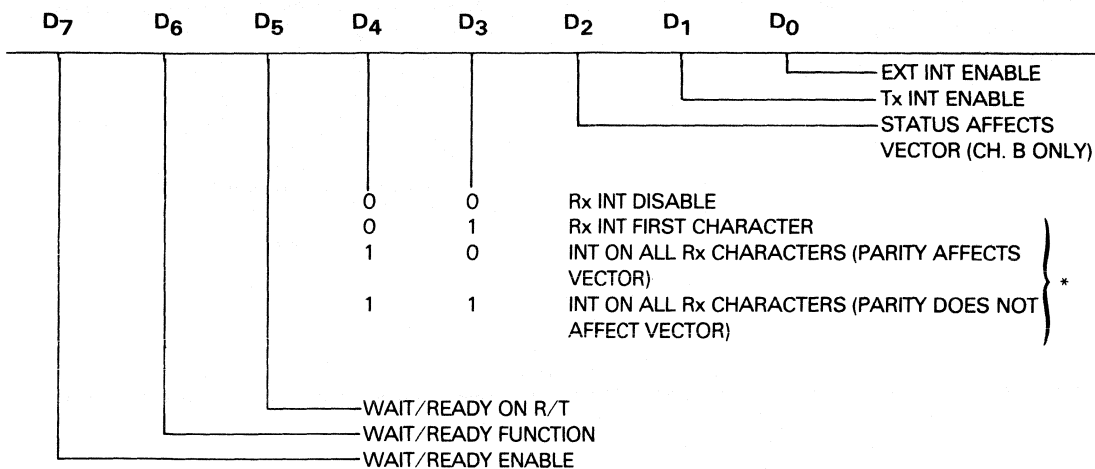 D7 D6 D5 D4 D3 D2 D1 D0
EXT INT ENABLE
Tx INT ENABLE
STATUS AFFECTS
VECTOR (CH. B ONLY)
0 0 Rx INT DISABLE
0 1 Rx INT FIRST CHARACTER
1 0 INT ON ALL Rx CHARACTERS (PARITY AFFECTS
VECTOR)
1 1 INT ON ALL Rx CHARACTERS (PARITY DOES NOT
AFFECT VECTOR)
*
WAIT/READY ON R/T
WAIT/READY FUNCTION
WAIT/READY ENABLE